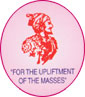 "FOR THE UPLIFTMENT
OF THE MASSES"